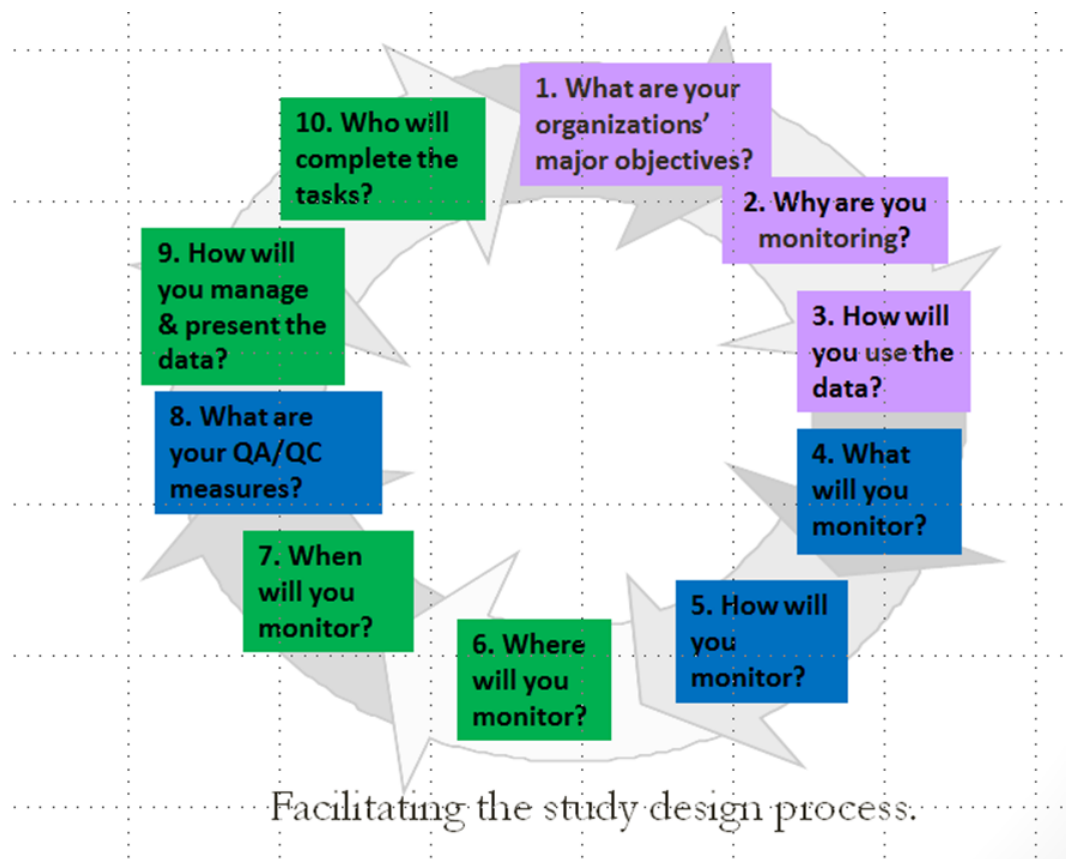 1. What are your
organizations'
major objectives?
2. Why are you
monitoring?
3. How will
you use the
data?
4. What
will you
monitor?
5. How will
you
monitor?
6. Where
will you
monitor?
7. When
will you
monitor?
8. What are
your QA/QC
measures?
9. How will
you manage
& present the
data?
10. Who will
complete the
tasks?
Facilitating the study design process.